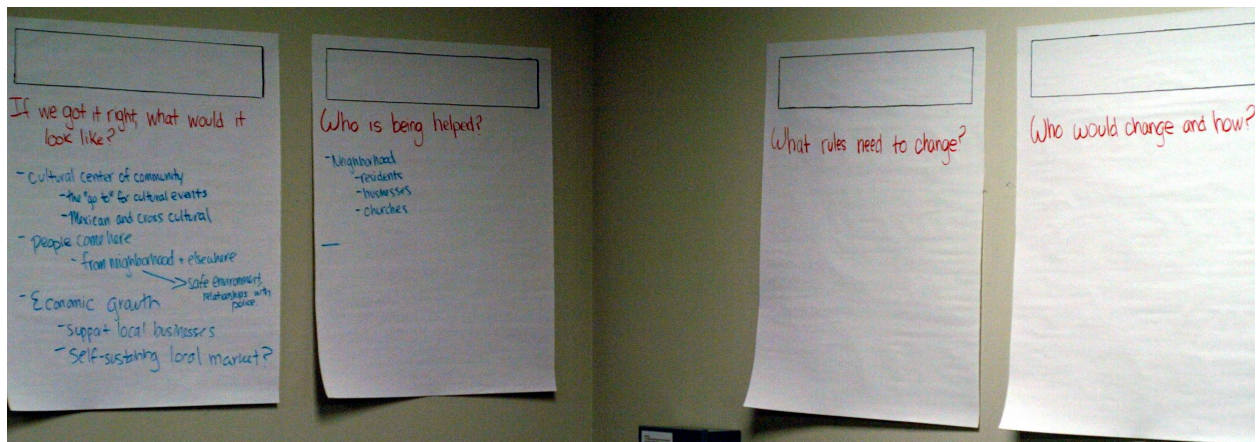 If we got it right, what would it
look like?
- Cultural center of community
- the "go to" for cultural events
- Mexican and cross cultural
- people come here
- from neighborhood + elsewhere
safe environment,
relationships with
police.
- Economic growth
- support local businesses
- Self-sustaining local market?
Who is being helped?
- Neighborhood
- residents
- businesses
- churches
-
What rules need to change?
Who would change and how?